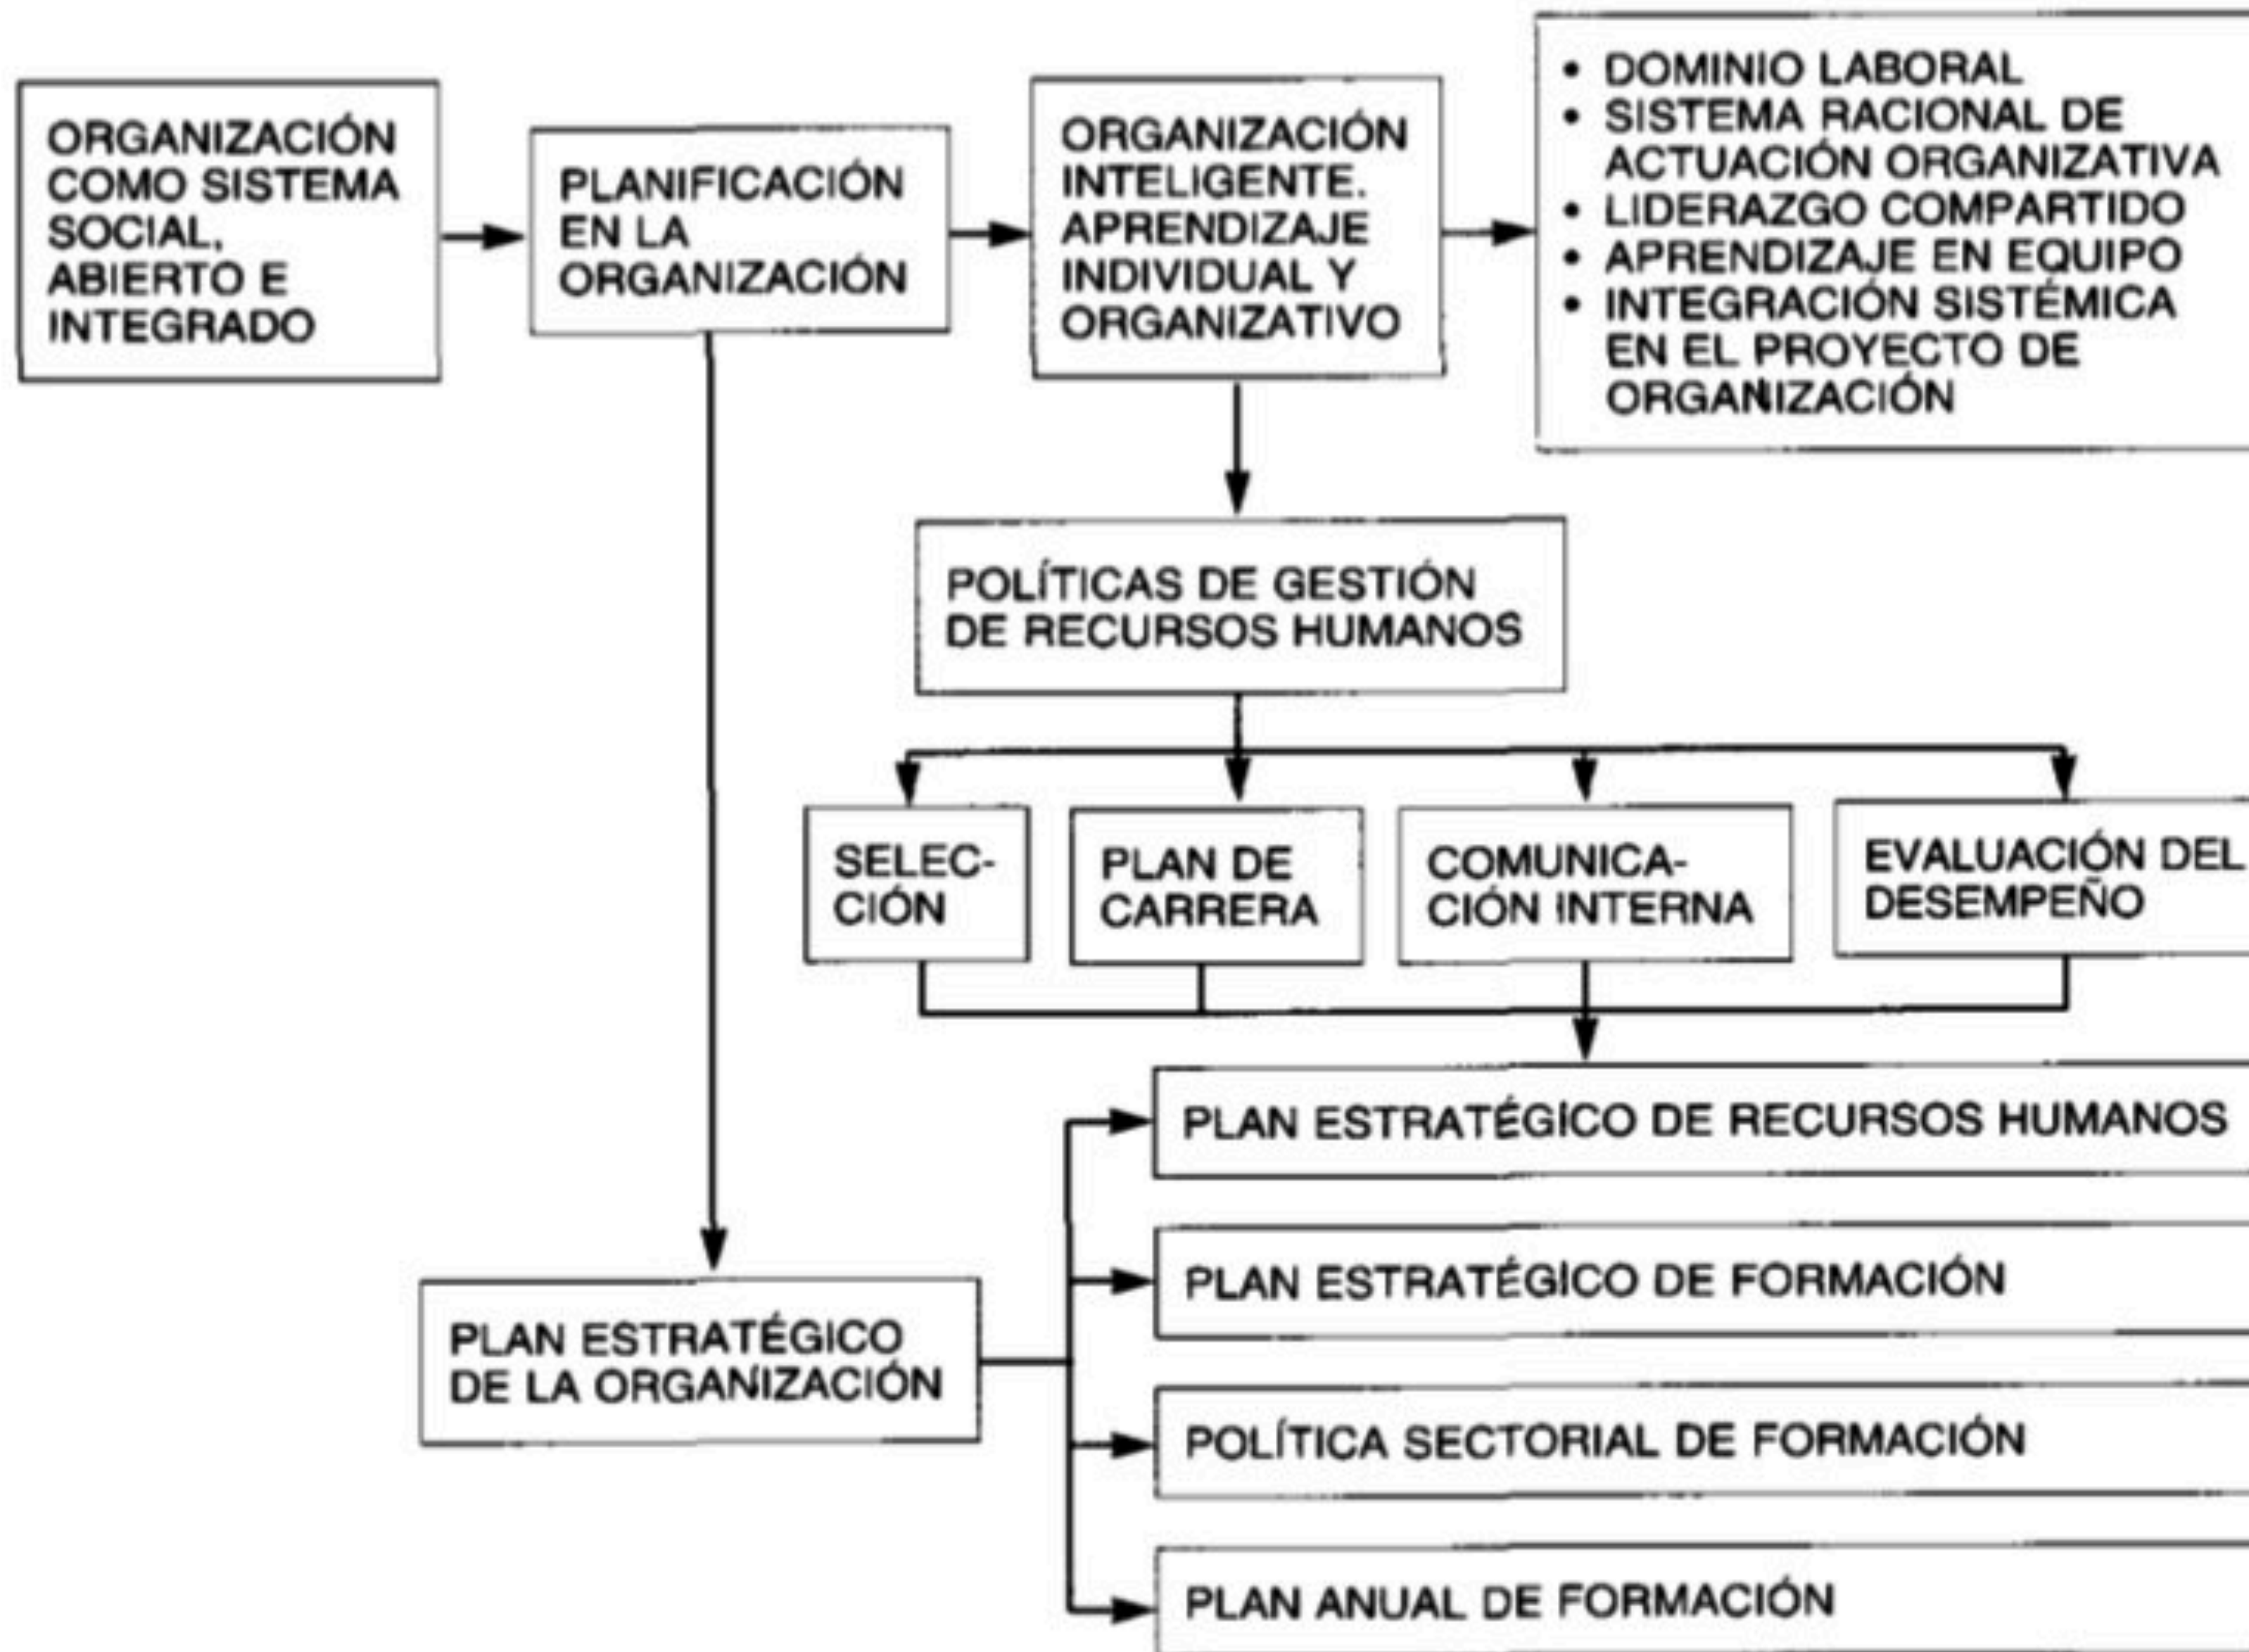 ORGANIZACIÓN
COMO SISTEMA
SOCIAL,
ABIERTO E
INTEGRADO
PLANIFICACIÓN
EN LA
ORGANIZACIÓN
ORGANIZACIÓN
INTELIGENTE.
APRENDIZAJE
INDIVIDUAL Y
ORGANIZATIVO
• DOMINIO LABORAL
• SISTEMA RACIONAL DE
ACTUACIÓN ORGANIZATIVA
• LIDERAZGO COMPARTIDO
• APRENDIZAJE EN EQUIPO
• INTEGRACIÓN SISTÉMICA
EN EL PROYECTO DE
ORGANIZACIÓN
POLÍTICAS DE GESTIÓN
DE RECURSOS HUMANOS
SELEC-
CIÓN
PLAN DE
CARRERA
COMUNICA-
CIÓN INTERNA
EVALUACIÓN DEL
DESEMPEÑO
PLAN ESTRATÉGICO DE RECURSOS HUMANOS
PLAN ESTRATÉGICO DE FORMACIÓN
PLAN ESTRATÉGICO
DE LA ORGANIZACIÓN
POLÍTICA SECTORIAL DE FORMACIÓN
PLAN ANUAL DE FORMACIÓN